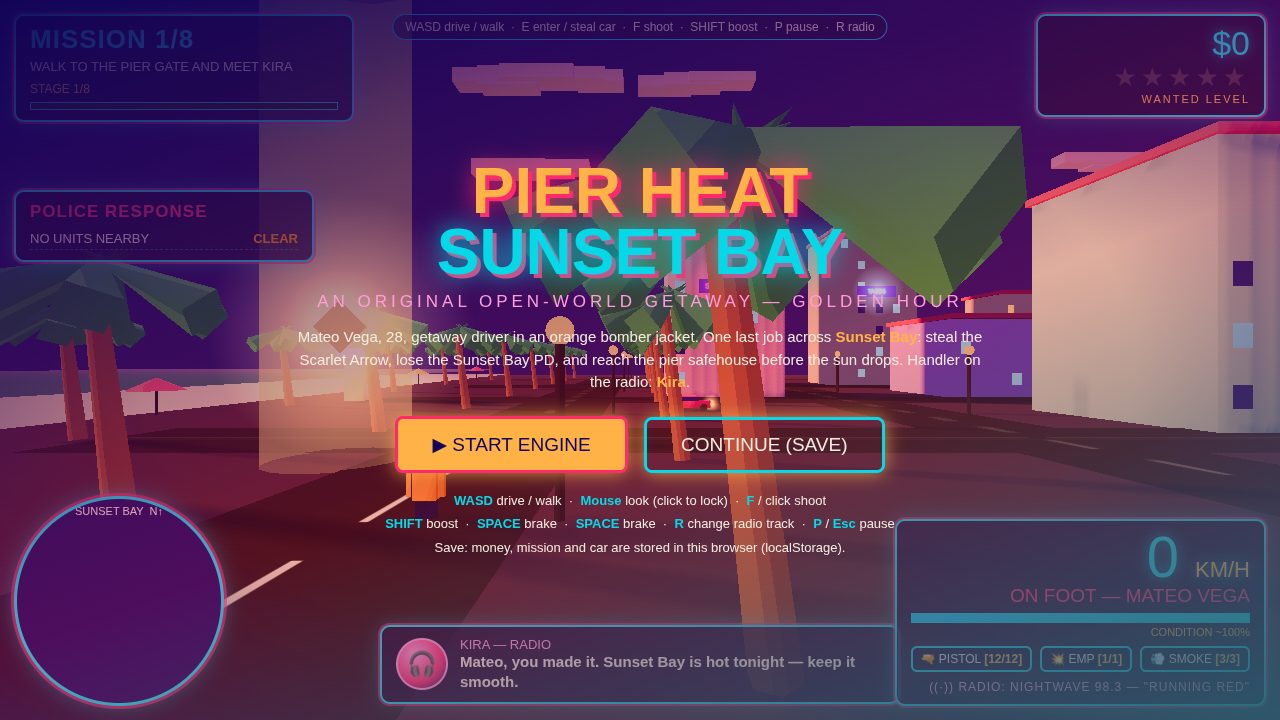 WASD drive / walk · E enter / steal car · F shoot · SHIFT boost · P pause · R radio
MISSION 1/8
WALK TO THE PIER GATE AND MEET KIRA
STAGE 1/8
$0
★★★★★
WANTED LEVEL
POLICE RESPONSE
NO UNITS NEARBY CLEAR
PIER HEAT
SUNSET BAY
AN ORIGINAL OPEN-WORLD GETAWAY — GOLDEN HOUR
Mateo Vega, 28, getaway driver in an orange bomber jacket. One last job across Sunset Bay: steal the
Scarlet Arrow, lose the Sunset Bay PD, and reach the pier safehouse before the sun drops. Handler on
the radio: Kira.
▶ START ENGINE
CONTINUE (SAVE)
WASD drive / walk · Mouse look (click to lock) · F / click shoot
SHIFT boost · SPACE brake · SPACE brake · R change radio track · P / Esc pause
Save: money, mission and car are stored in this browser (localStorage).
SUNSET BAY N↑
KIRA — RADIO
Mateo, you made it. Sunset Bay is hot tonight — keep it
smooth.
0 KM/H
ON FOOT — MATEO VEGA
CONDITION ~100%
PISTOL [12/12] EMP [1/1] SMOKE [3/3]
((·)) RADIO: NIGHTWAVE 98.3 — "RUNNING RED"